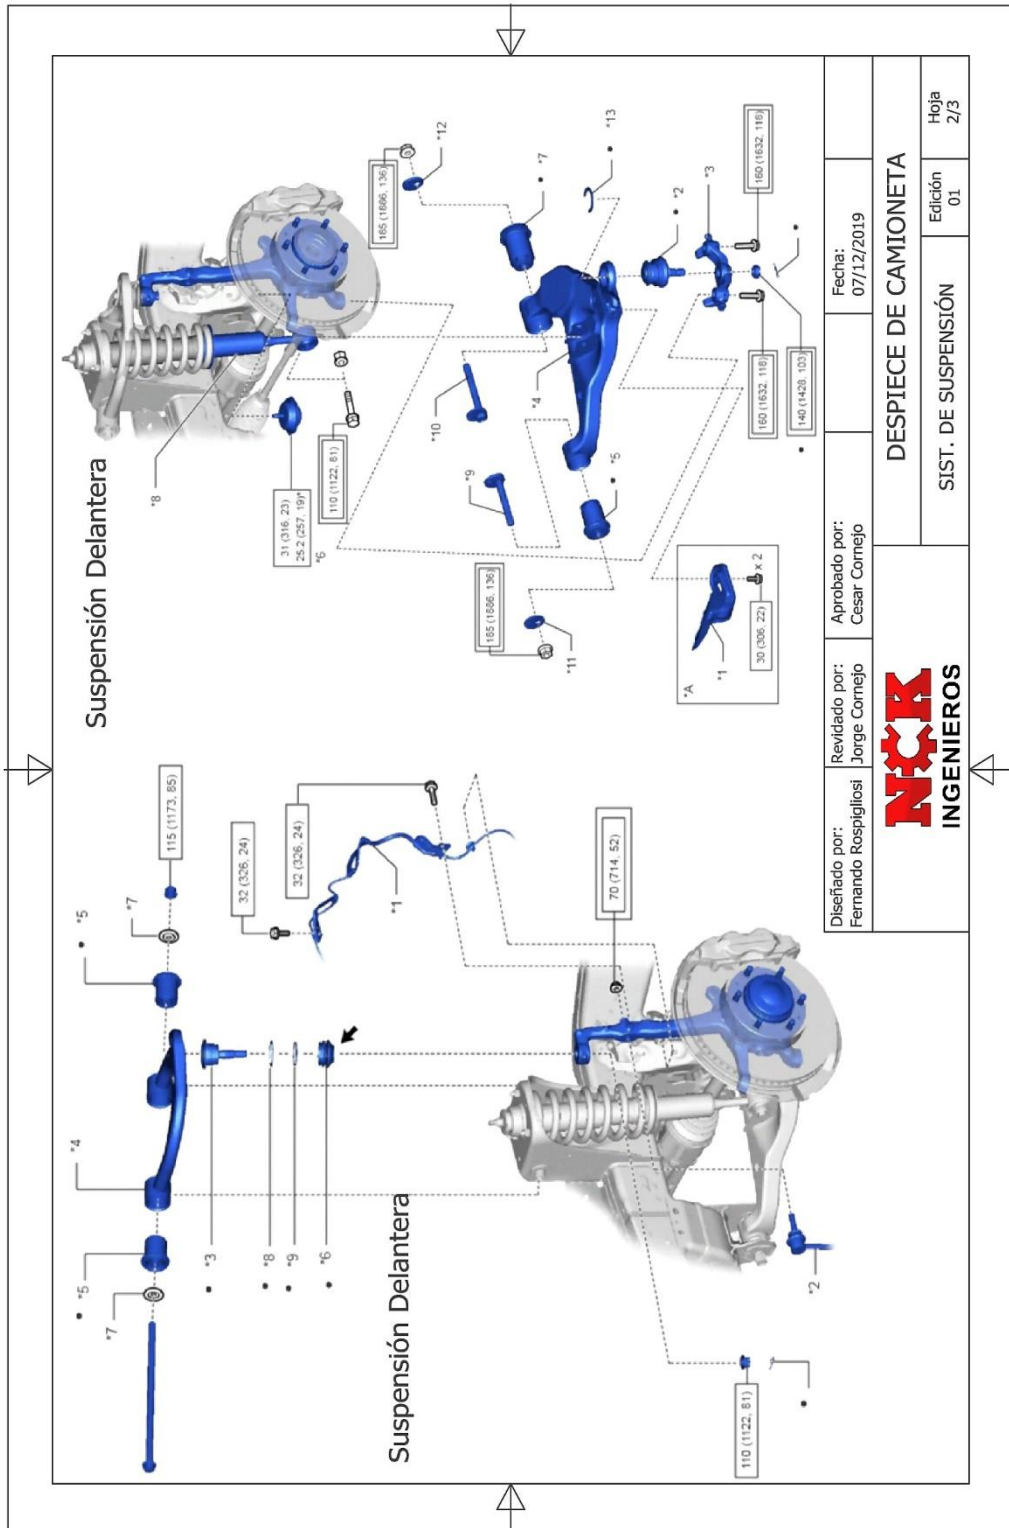 Suspensión Delantera
*5
*7
115 (1173, 85)
*4
*5
*7
*3
*8
*9
*6
32 (326, 24)
32 (326, 24)
*1
70 (714, 52)
*2
110 (1122, 81)
Suspensión Delantera
*8
31 (316, 23)
25.2 (257, 19)*
*6
110 (1122, 81)
185 (1886, 136)
*12
*7
*13
*10
*9
*4
*2
*3
160 (1632, 118)
160 (1632, 118)
140 (1428, 103)
*5
185 (1886, 136)
*11
*A
*1
x 2
30 (306, 22)
Diseñado por:
Fernando Rospigliosi
Revidado por:
Jorge Cornejo
Aprobado por:
Cesar Cornejo
Fecha:
07/12/2019
NCK
INGENIEROS
DESPIECE DE CAMIONETA
SIST. DE SUSPENSIÓN
Edición
01
Hoja
2/3